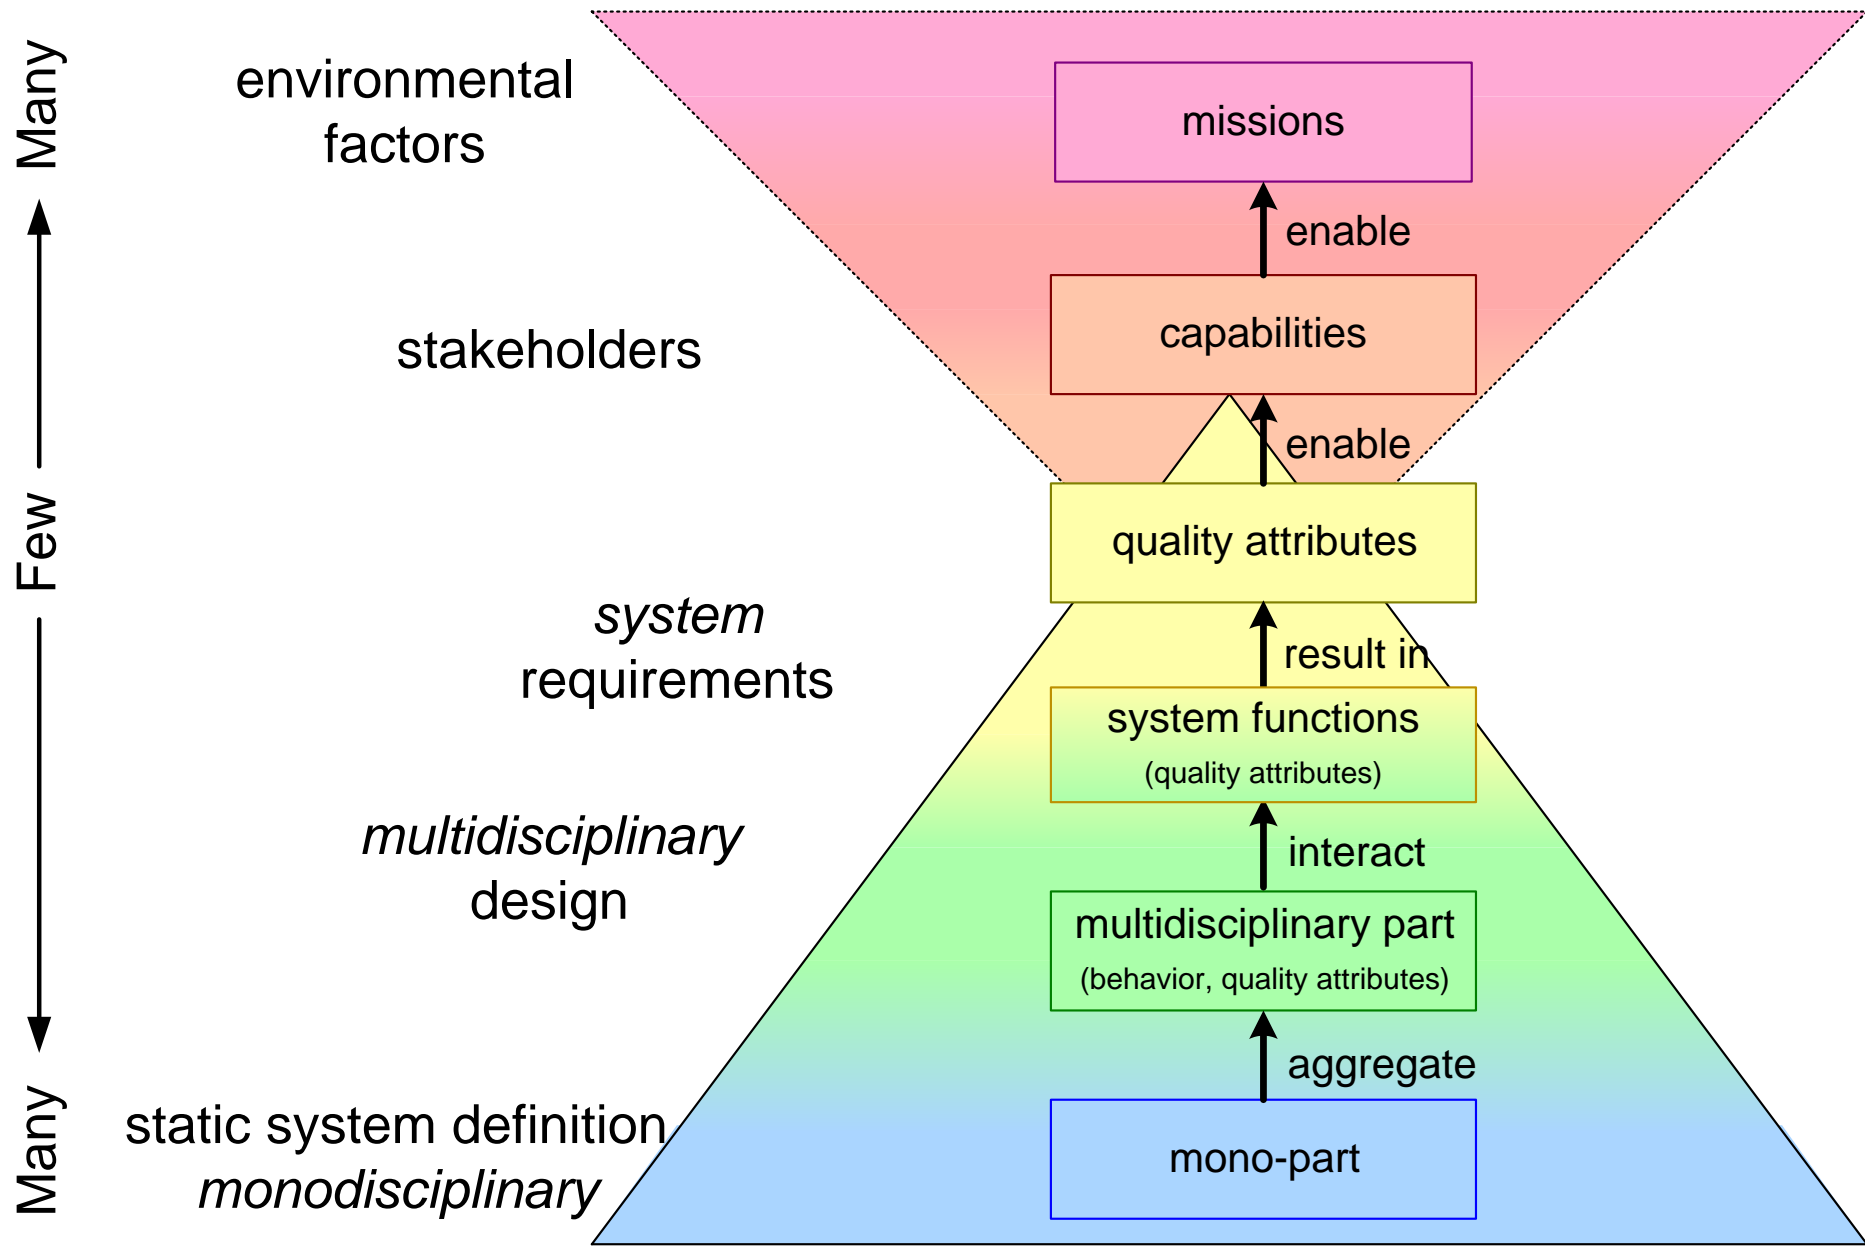 Many
environmental
factors
missions
enable
stakeholders
capabilities
enable
Few
quality attributes
system
requirements
result in
system functions
(quality attributes)
multidisciplinary
design
interact
multidisciplinary part
(behavior, quality attributes)
aggregate
Many
static system definition
monodisciplinary
mono-part